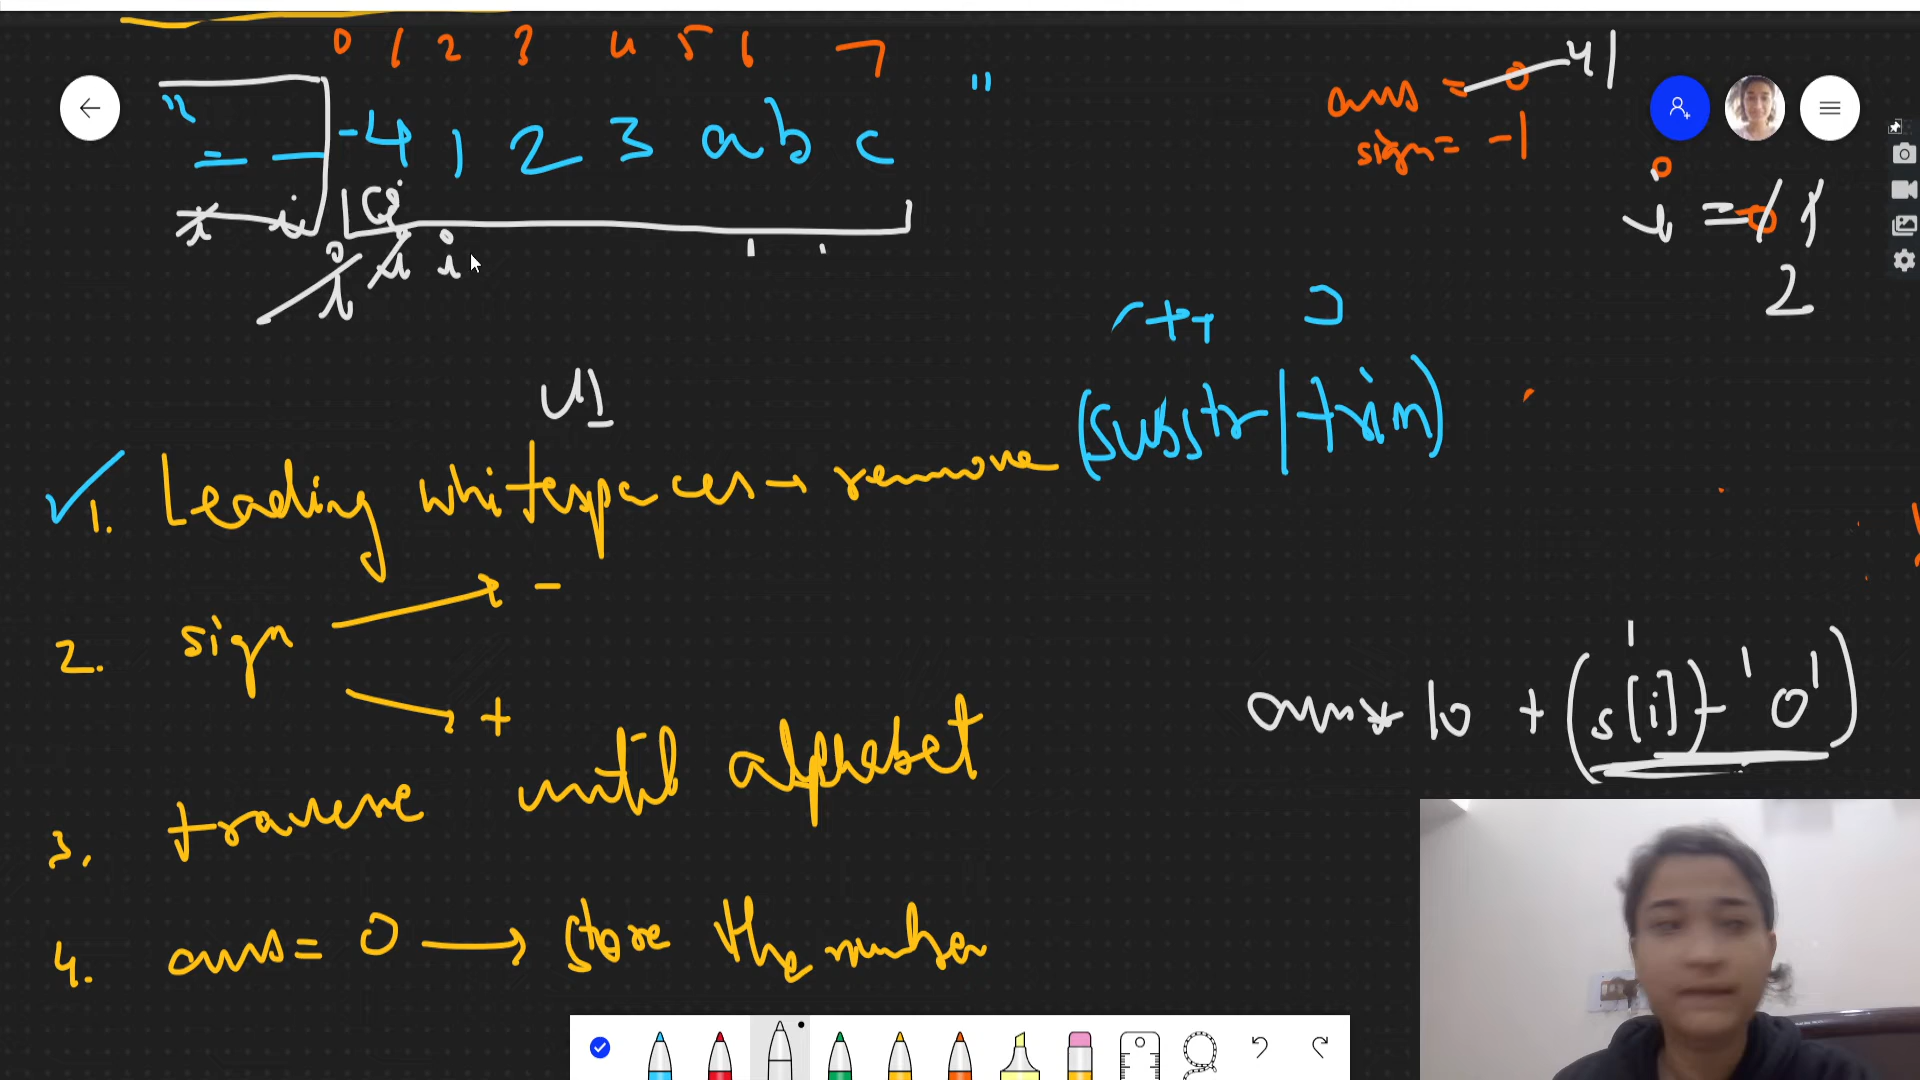 0 1 2 3 4 5 6 7
" = — -4 1 2 3 a b c "
ans = 0 41
sign = -1
i = 0 1
2
i i i i i
C++
(substr/trim)
41
1. Leading whitespaces → remove
2. sign → -
→ +
ans * 10 + (s[i] - '0')
3. traverse until alphabet
4. ans = 0 → store the number